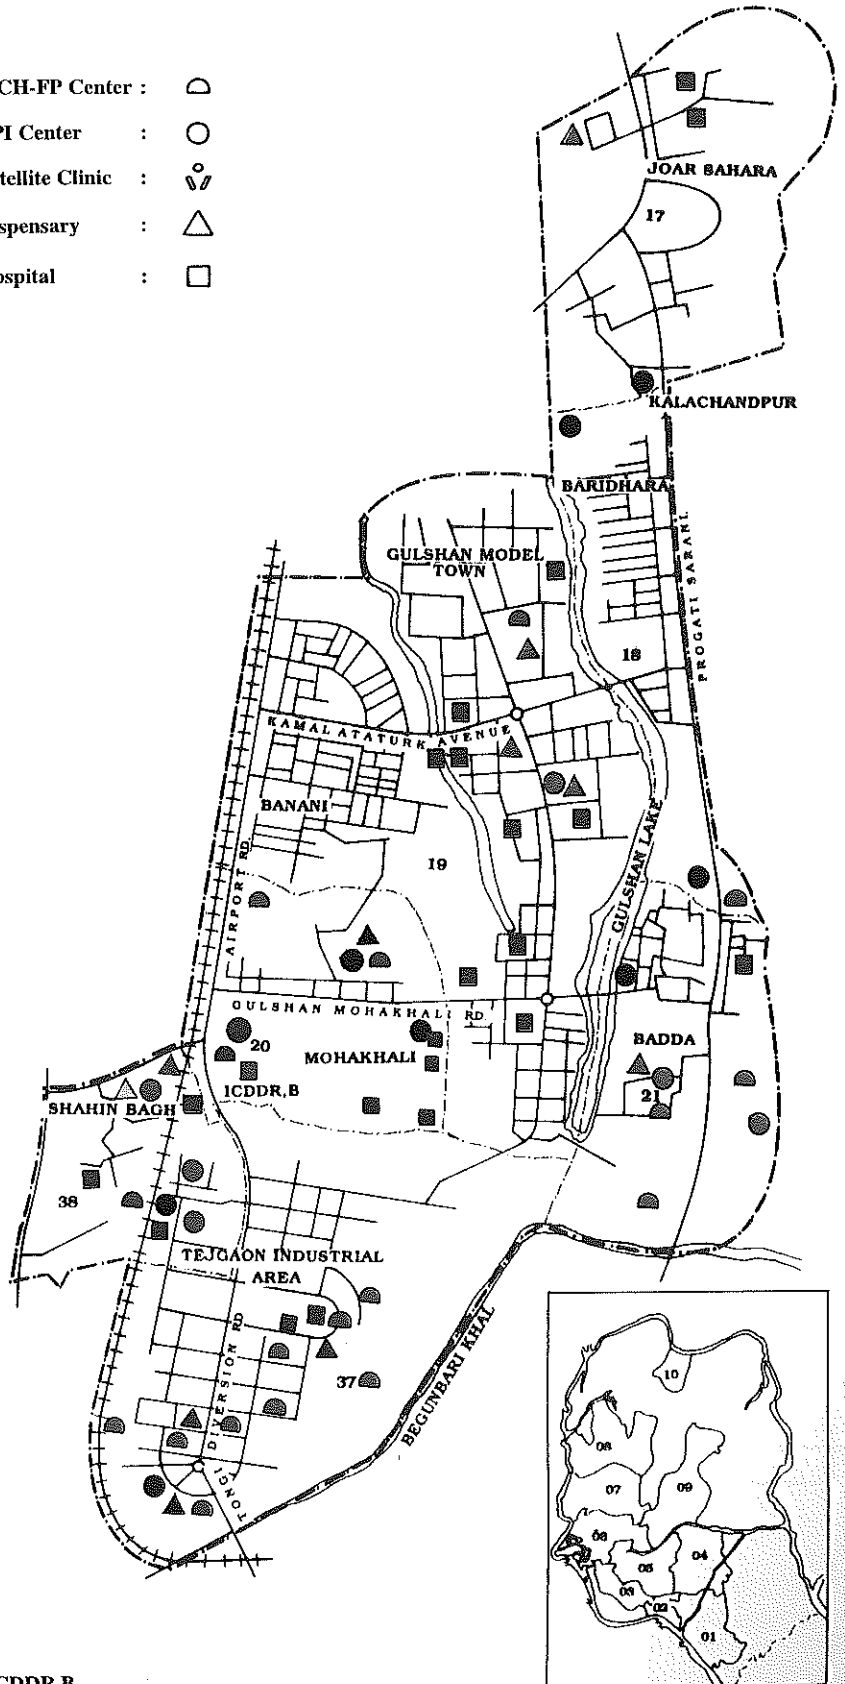 CH-FP Center :
PI Center :
tellite Clinic :
spensary :
ospital :
JOAR SAHARA
17
KALACHANDPUR
BARIDHARA
GULSHAN MODEL
TOWN
PROGATI SARANI
18
KAMAL ATATURK AVENUE
BANANI
GULSHAN LAKE
19
AIRPORT RD.
GULSHAN MOHAKHALI RD.
20
MOHAKHALI
BADDA
ICDDR,B
SHAHIN BAGH
21
38
TEJGAON INDUSTRIAL
AREA
TONGI DIVERSION RD
37
BEGUNBARI KHAL
10
08
07
09
06
05
04
03
02
01
CDDR,B